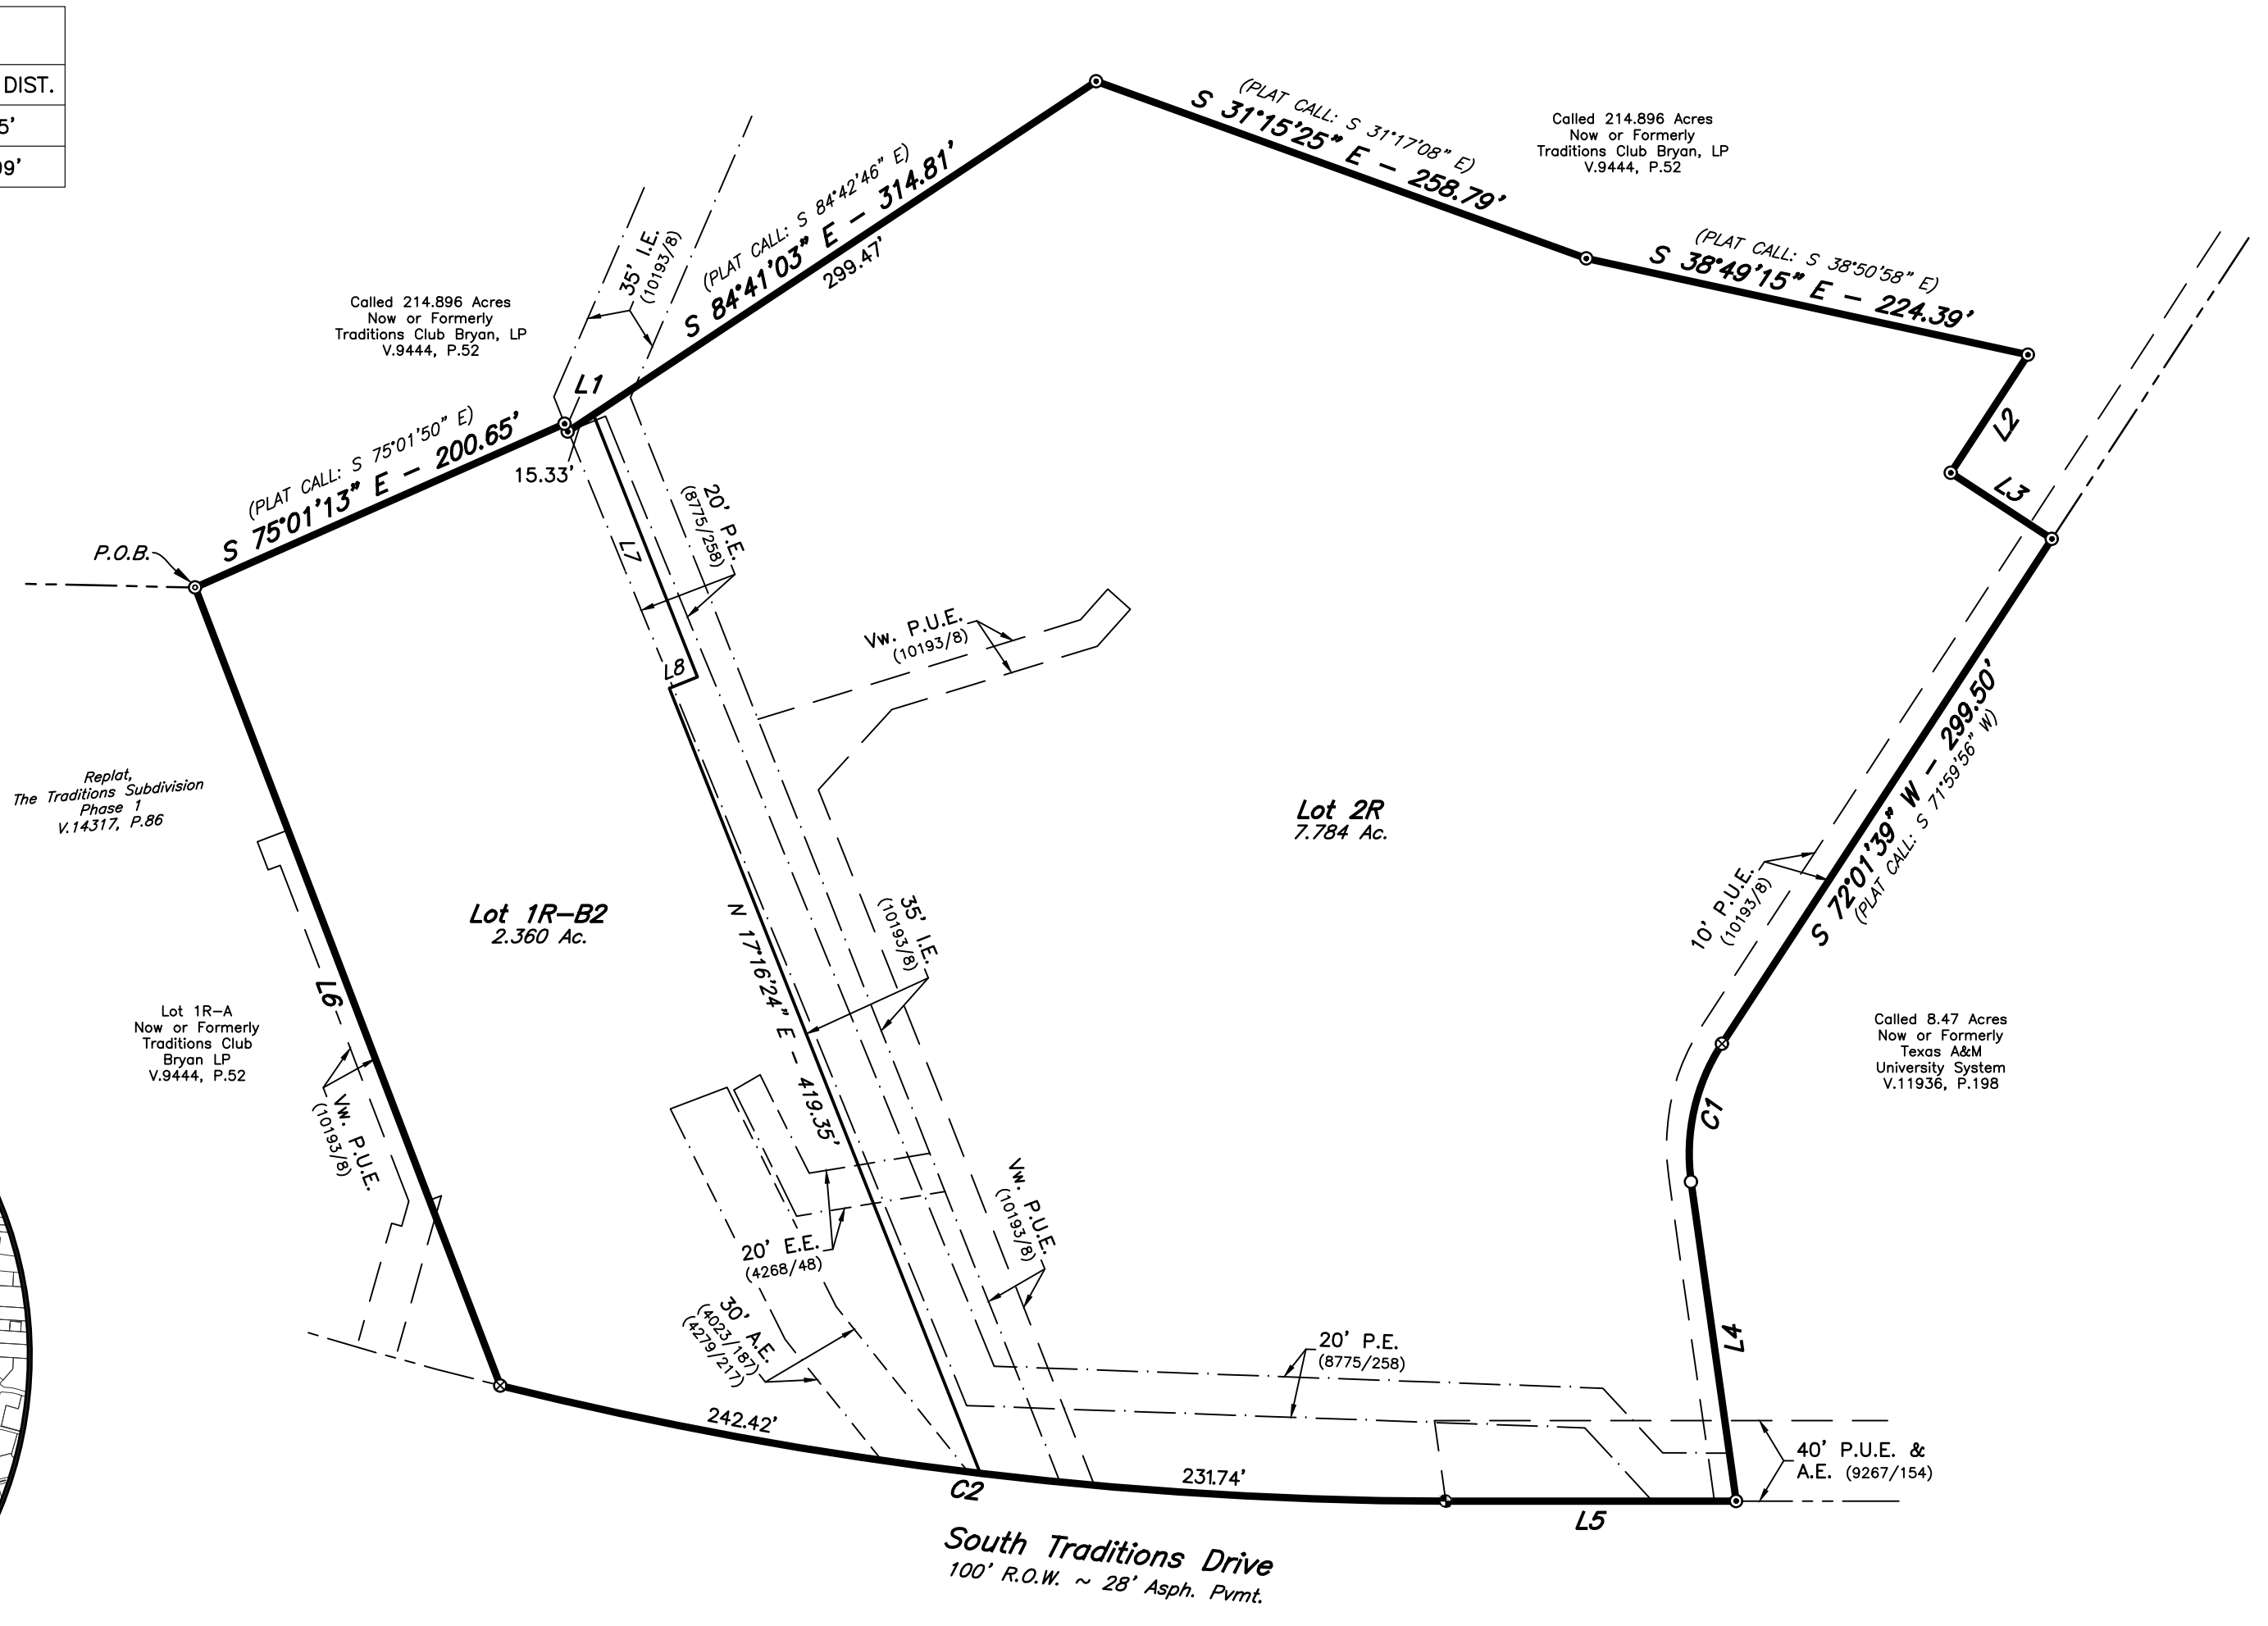 DIST.
5'
99'
(PLAT CALL: S 31°17'08" E)
S 31°15'25" E - 258.79'
Called 214.896 Acres
Now or Formerly
Traditions Club Bryan, LP
V.9444, P.52
(PLAT CALL: S 84°42'46" E)
S 84°41'03" E - 314.81'
299.47'
35' I.E.
(10193/8)
(PLAT CALL: S 38°50'58" E)
S 38°49'15" E - 224.39'
Called 214.896 Acres
Now or Formerly
Traditions Club Bryan, LP
V.9444, P.52
L1
(PLAT CALL: S 75°01'50" E)
S 75°01'13" E - 200.65'
15.33'
L2
L3
P.O.B.
L7
20' P.E.
(8775/258)
L8
Vw. P.U.E.
(10193/8)
S 72°01'39" W - 299.50'
(PLAT CALL: S 71°59'56" W)
Replat,
The Traditions Subdivision
Phase 1
V.14317, P.86
Lot 2R
7.784 Ac.
10' P.U.E.
(10193/8)
Lot 1R-B2
2.360 Ac.
N 17°16'24" E - 419.35'
35' I.E.
(10193/8)
L6
Lot 1R-A
Now or Formerly
Traditions Club
Bryan LP
V.9444, P.52
Called 8.47 Acres
Now or Formerly
Texas A&M
University System
V.11936, P.198
C1
Vw. P.U.E.
(10193/8)
Vw. P.U.E.
(10193/8)
20' E.E.
(4268/48)
30' A.E.
(4023/187)
(4279/217)
20' P.E.
(8775/258)
L4
242.42'
231.74'
40' P.U.E. &
A.E. (9267/154)
C2
L5
South Traditions Drive
100' R.O.W. ~ 28' Asph. Pvmt.